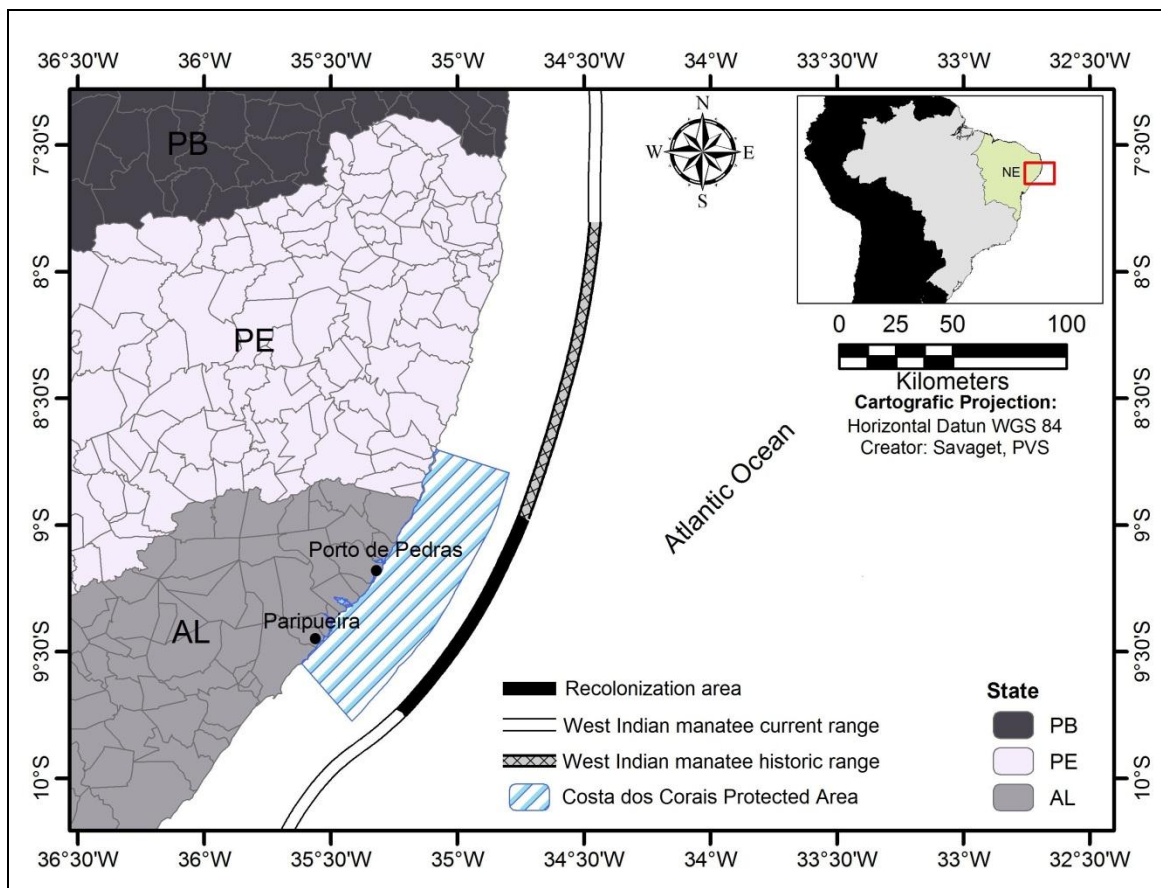 36°30'W 36°W 35°30'W 35°W 34°30'W 34°W 33°30'W 33°W 32°30'W
7°30'S
8°S
8°30'S
9°S
9°30'S
10°S
PB
PE
AL
Porto de Pedras
Paripueira
N
W E
S
NE
0 25 50 100
Kilometers
Cartografic Projection:
Horizontal Datun WGS 84
Creator: Savaget, PVS
Atlantic Ocean
Recolonization area
West Indian manatee current range
West Indian manatee historic range
Costa dos Corais Protected Area
State
PB
PE
AL
7°30'S
8°S
8°30'S
9°S
9°30'S
10°S
36°30'W 36°W 35°30'W 35°W 34°30'W 34°W 33°30'W 33°W 32°30'W